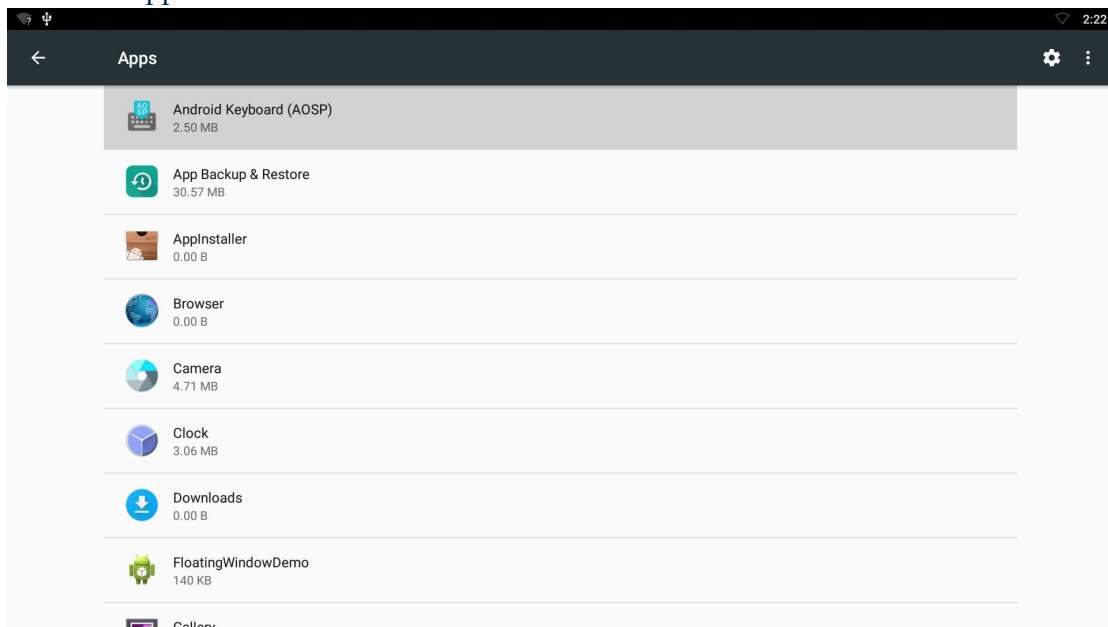 2:22
Apps
Android Keyboard (AOSP)
2.50 MB
App Backup & Restore
30.57 MB
AppInstaller
0.00 B
Browser
0.00 B
Camera
4.71 MB
Clock
3.06 MB
Downloads
0.00 B
FloatingWindowDemo
140 KB
Gallery